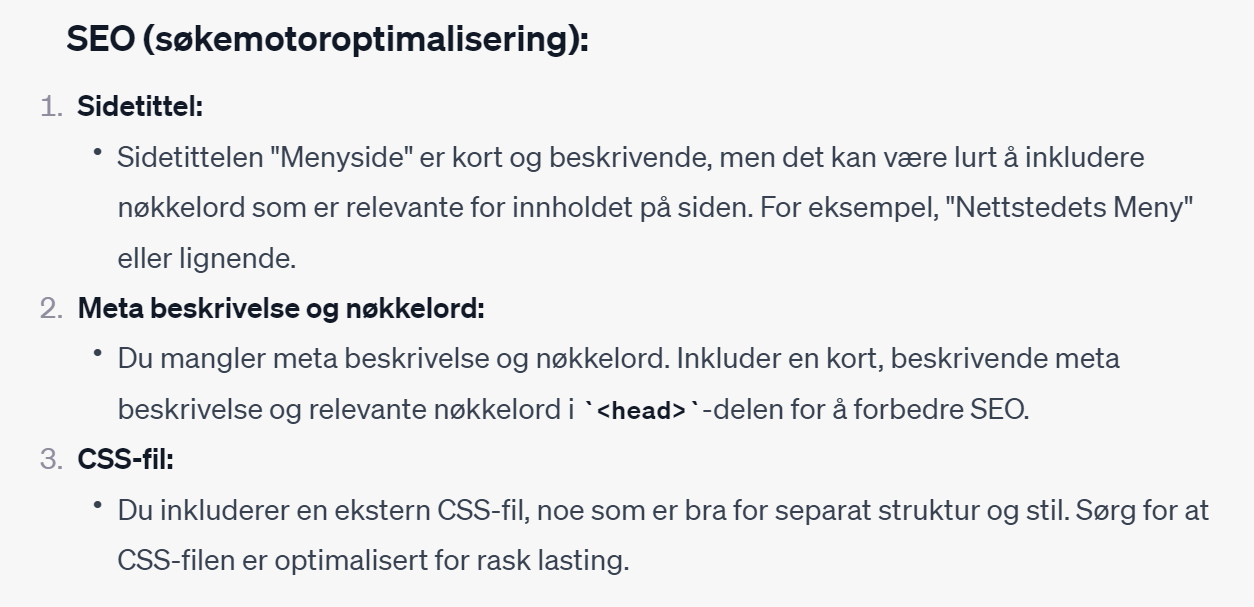 SEO (søkemotoroptimalisering):
1. Sidetittel:
• Sidetittelen "Menyside" er kort og beskrivende, men det kan være lurt å inkludere
nøkkelord som er relevante for innholdet på siden. For eksempel, "Nettstedets Meny"
eller lignende.
2. Meta beskrivelse og nøkkelord:
• Du mangler meta beskrivelse og nøkkelord. Inkluder en kort, beskrivende meta
beskrivelse og relevante nøkkelord i `<head>`-delen for å forbedre SEO.
3. CSS-fil:
• Du inkluderer en ekstern CSS-fil, noe som er bra for separat struktur og stil. Sørg for at
CSS-filen er optimalisert for rask lasting.